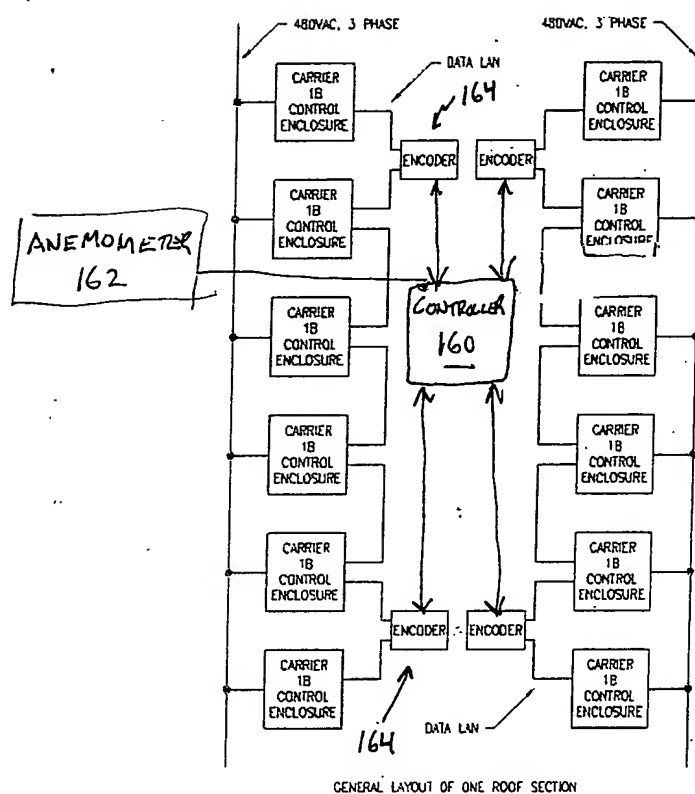 480VAC, 3 PHASE
480VAC, 3 PHASE
DATA LAN
164
CARRIER
1B
CONTROL
ENCLOSURE
CARRIER
1B
CONTROL
ENCLOSURE
ENCODER
ENCODER
CARRIER
1B
CONTROL
ENCLOSURE
CARRIER
1B
CONTROL
ENCLOSURE
ANEMOMETER
162
CONTROLLER
160
CARRIER
1B
CONTROL
ENCLOSURE
CARRIER
1B
CONTROL
ENCLOSURE
CARRIER
1B
CONTROL
ENCLOSURE
CARRIER
1B
CONTROL
ENCLOSURE
CARRIER
1B
CONTROL
ENCLOSURE
CARRIER
1B
CONTROL
ENCLOSURE
ENCODER
ENCODER
CARRIER
1B
CONTROL
ENCLOSURE
CARRIER
1B
CONTROL
ENCLOSURE
164
DATA LAN
GENERAL LAYOUT OF ONE ROOF SECTION